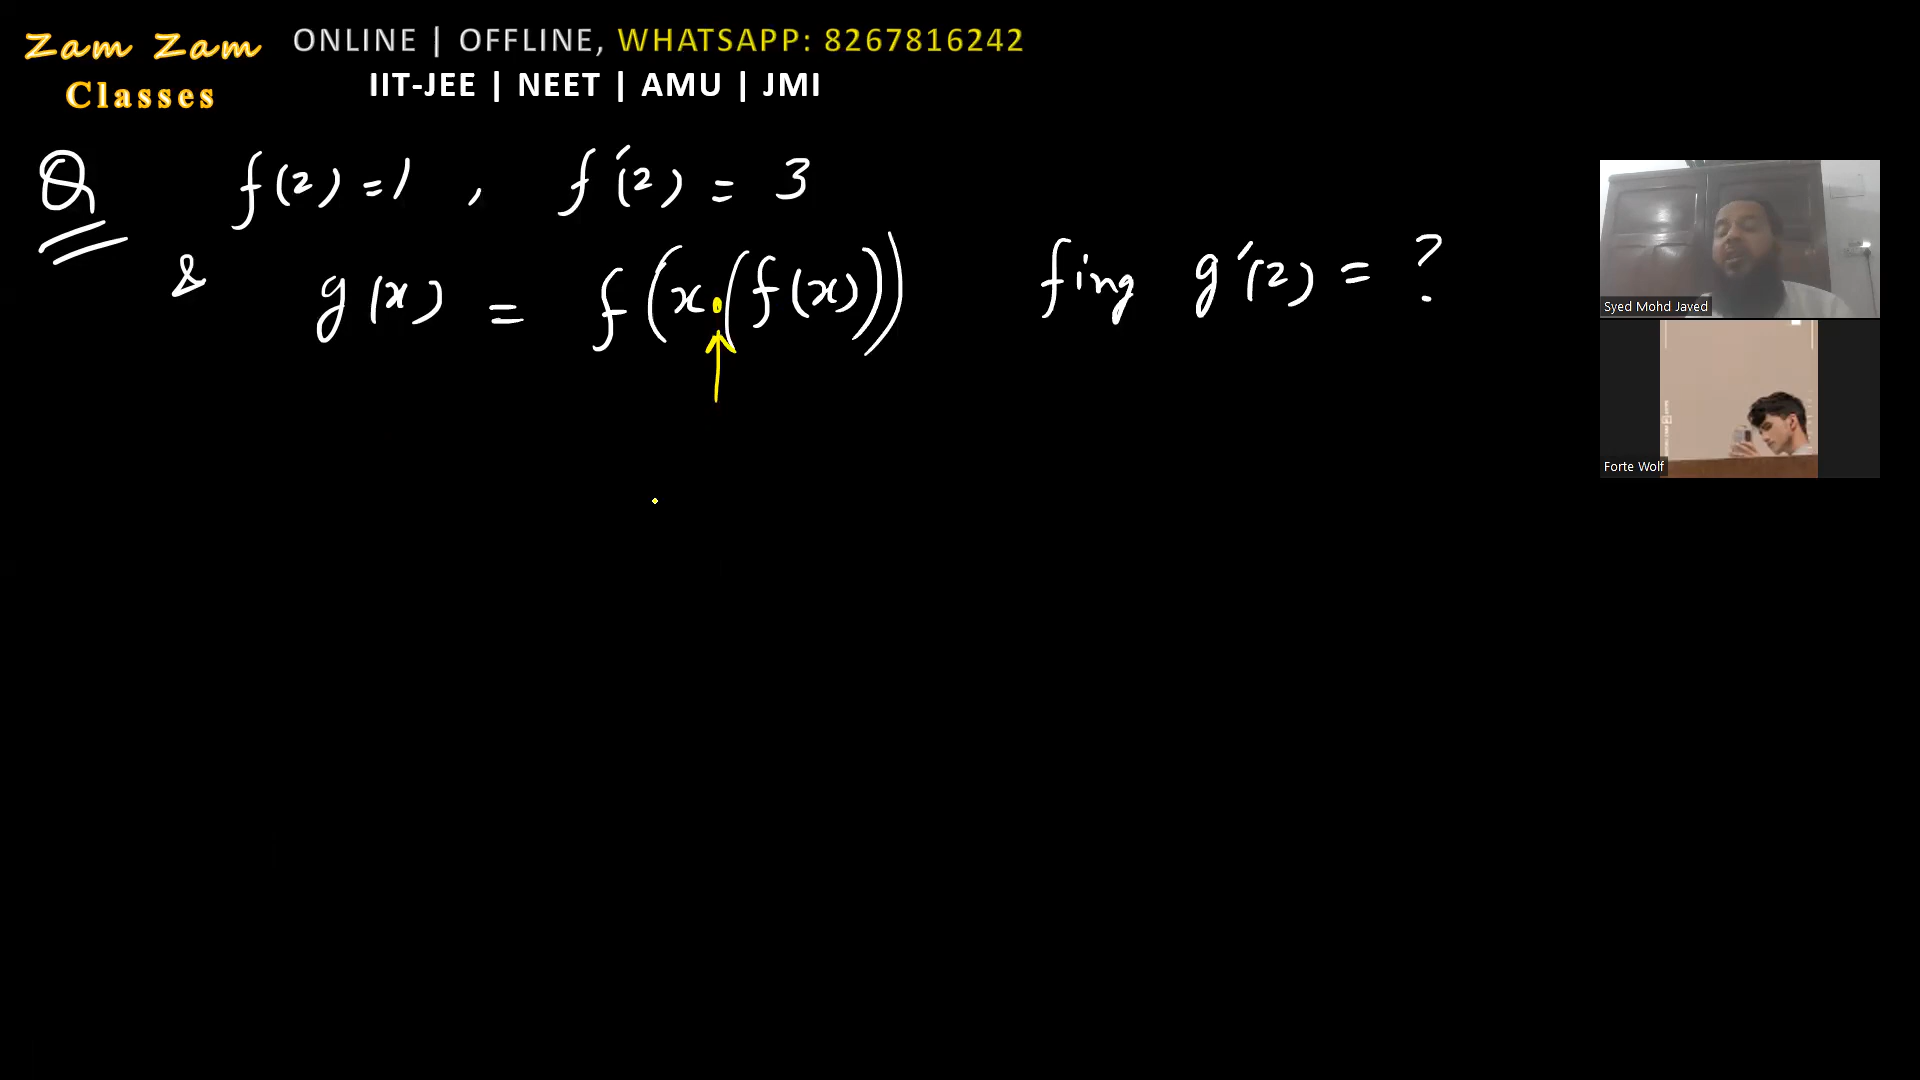 Zam Zam Classes
ONLINE | OFFLINE, WHATSAPP: 8267816242
IIT-JEE | NEET | AMU | JMI
Q f(2)=1 , f'(2) = 3
& g(x) = f(x.(f(x))) fing g'(2) = ?
Syed Mohd Javed
Forte Wolf